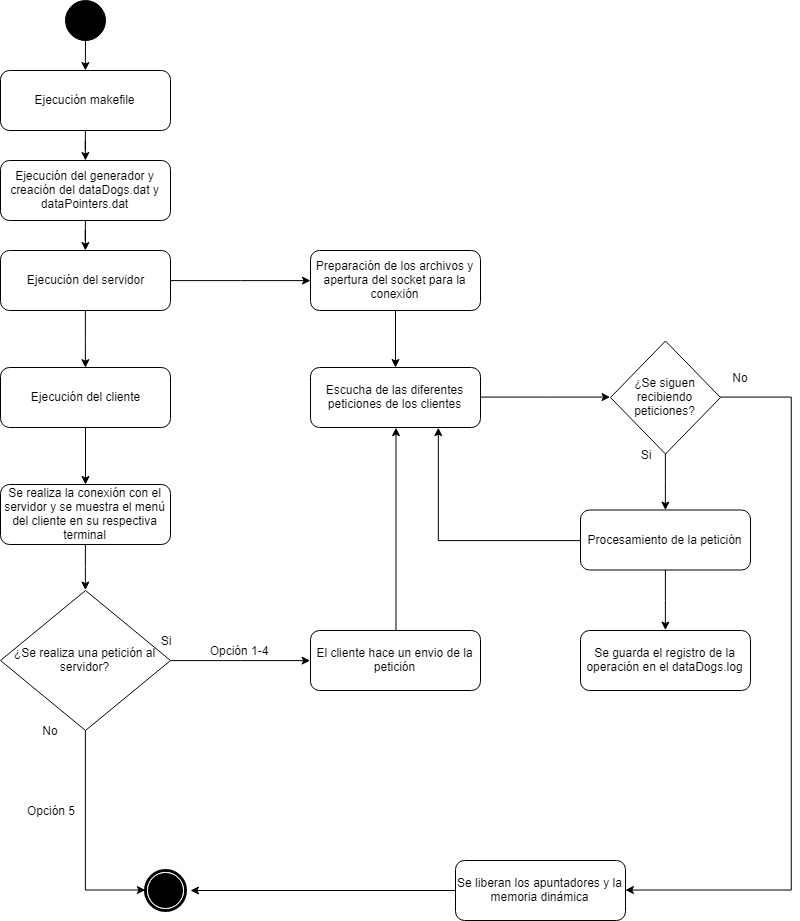 Ejecución makefile
Ejecución del generador y
creación del dataDogs.dat y
dataPointers.dat
Ejecución del servidor
Preparación de los archivos y
apertura del socket para la
conexión
Ejecución del cliente
Escucha de las diferentes
peticiones de los clientes
¿Se siguen
recibiendo
peticiones?
No
Si
Se realiza la conexión con el
servidor y se muestra el menú
del cliente en su respectiva
terminal
Procesamiento de la petición
¿Se realiza una petición al
servidor?
Si
Opción 1-4
El cliente hace un envio de la
petición
Se guarda el registro de la
operación en el dataDogs.log
No
Opción 5
Se liberan los apuntadores y la
memoria dinámica